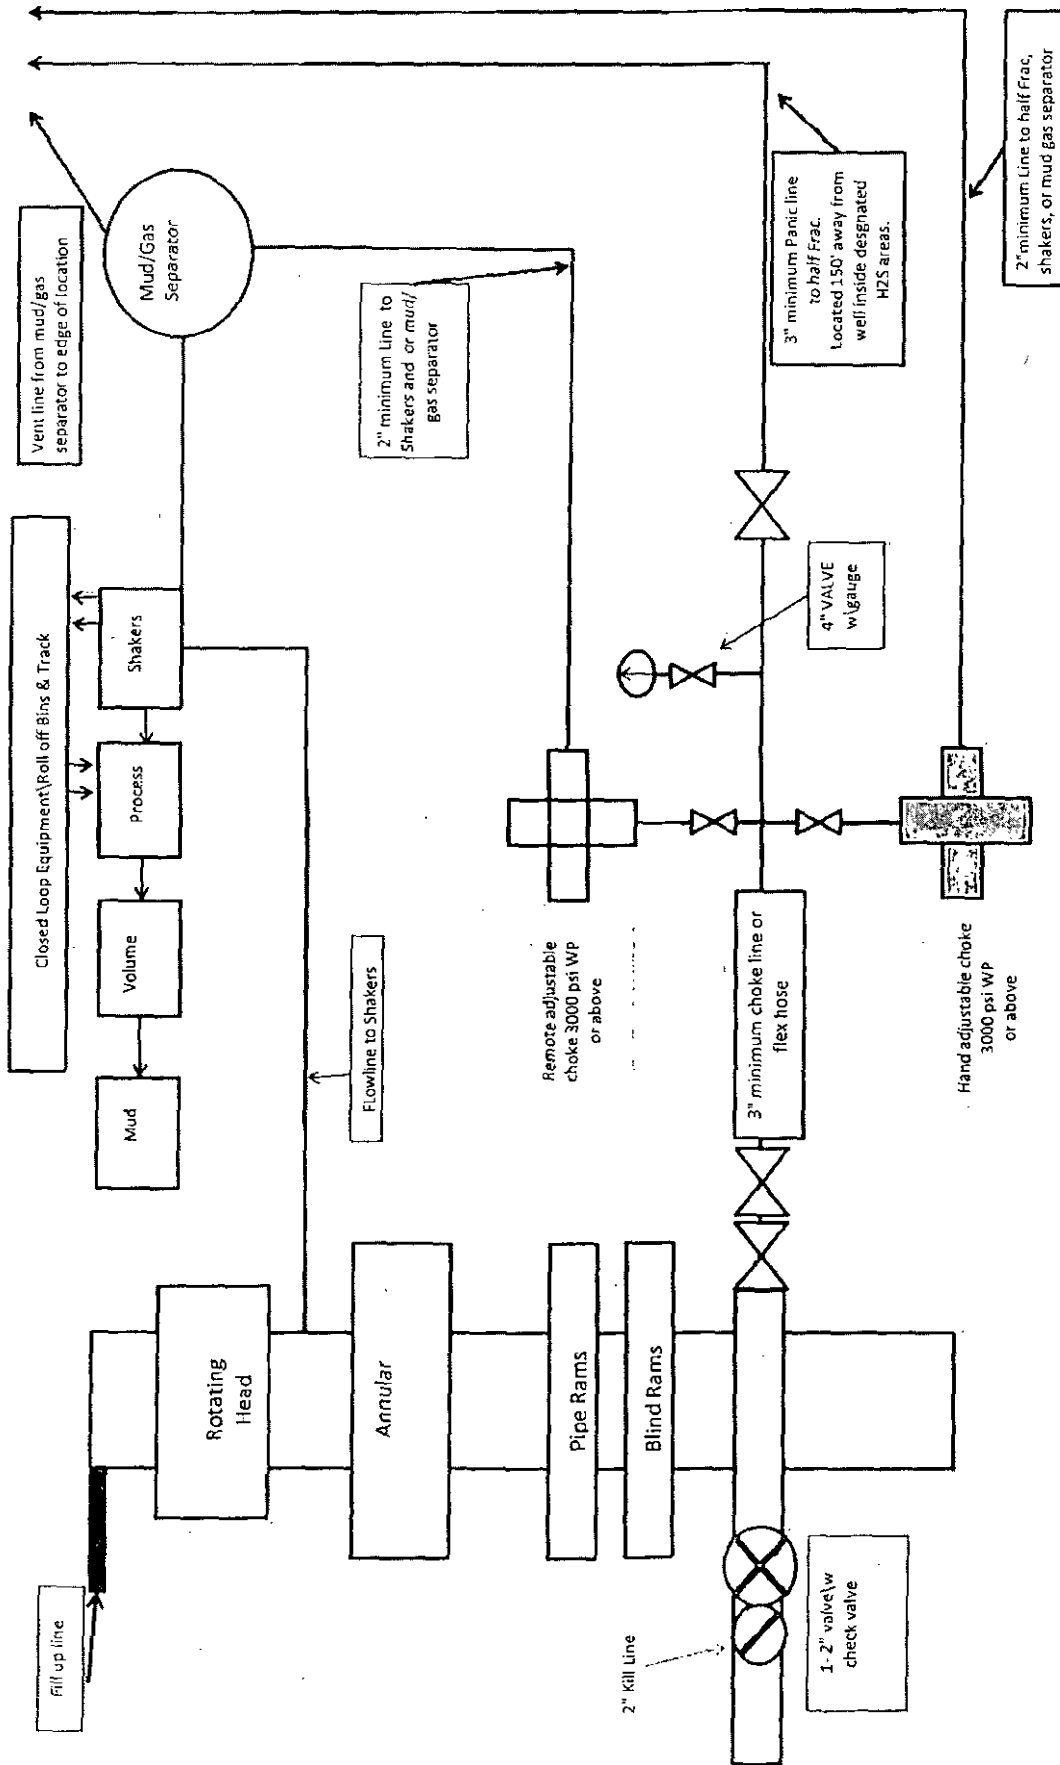 Fill up line
Rotating
Head
Annular
Pipe Rams
Blind Rams
2" Kill Line
1- 2" valve\w
check valve
Closed Loop Equipment\Roll off Bins & Track
Mud
Volume
Process
Shakers
FLowline to Shakers
Vent line from mud/gas
separator to edge of location
Mud/Gas
Separator
2" minimum Line to
Shakers and or mud/
gas separator
Remote adjustable
choke 3000 psi WP
or above
3" minimum choke line or
flex hose
4" VALVE
w\gauge
3" minimum Panic line
to half Frac.
Located 150' away from
well inside desgnated
H2S areas.
Hand adjustable choke
3000 psi WP
or above
2" minimum Line to half Frac,
shakers, or mud gas separator